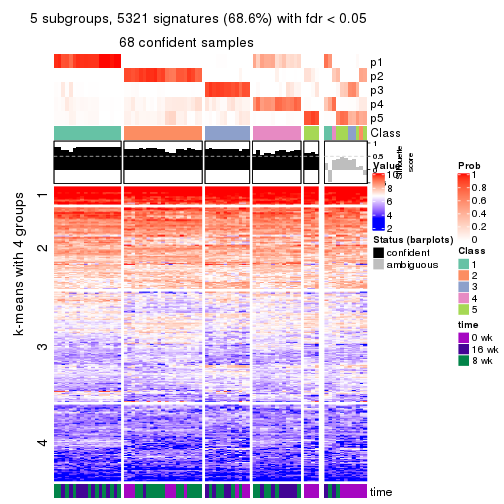 5 subgroups, 5321 signatures (68.6%) with fdr < 0.05
68 confident samples
p1
p2
p3
p4
p5
Class
1
0.5
0
Silhouette
score
k-means with 4 groups
1
2
3
4
time
Value
10
8
6
4
2
Status (barplots)
confident
ambiguous
Prob
1
0.8
0.6
0.4
0.2
0
Class
1
2
3
4
5
time
0 wk
16 wk
8 wk